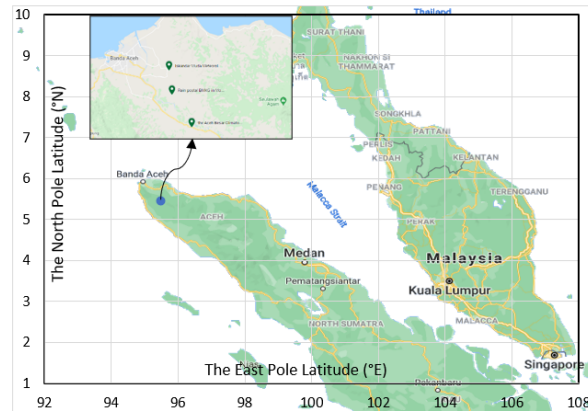 Thailand
10
9
8
7
6
5
4
3
2
1
The North Pole Latitude (°N)
Banda Aceh
SURAT THANI
NAKHON SI
THAMMARAT
SONGKHLA
PATTANI
PERLIS
KEDAH
KELANTAN
PENANG
TERENGGANU
Banda Aceh
ACEH
Malacca Strait
PERAK
Malaysia
Medan
Kuala Lumpur
Pematangsiantar
MALACCA
NORTH SUMATRA
Singapore
The East Pole Latitude (°E)
Nias
Pekanbaru
92
94
96
98
100
102
104
106
108